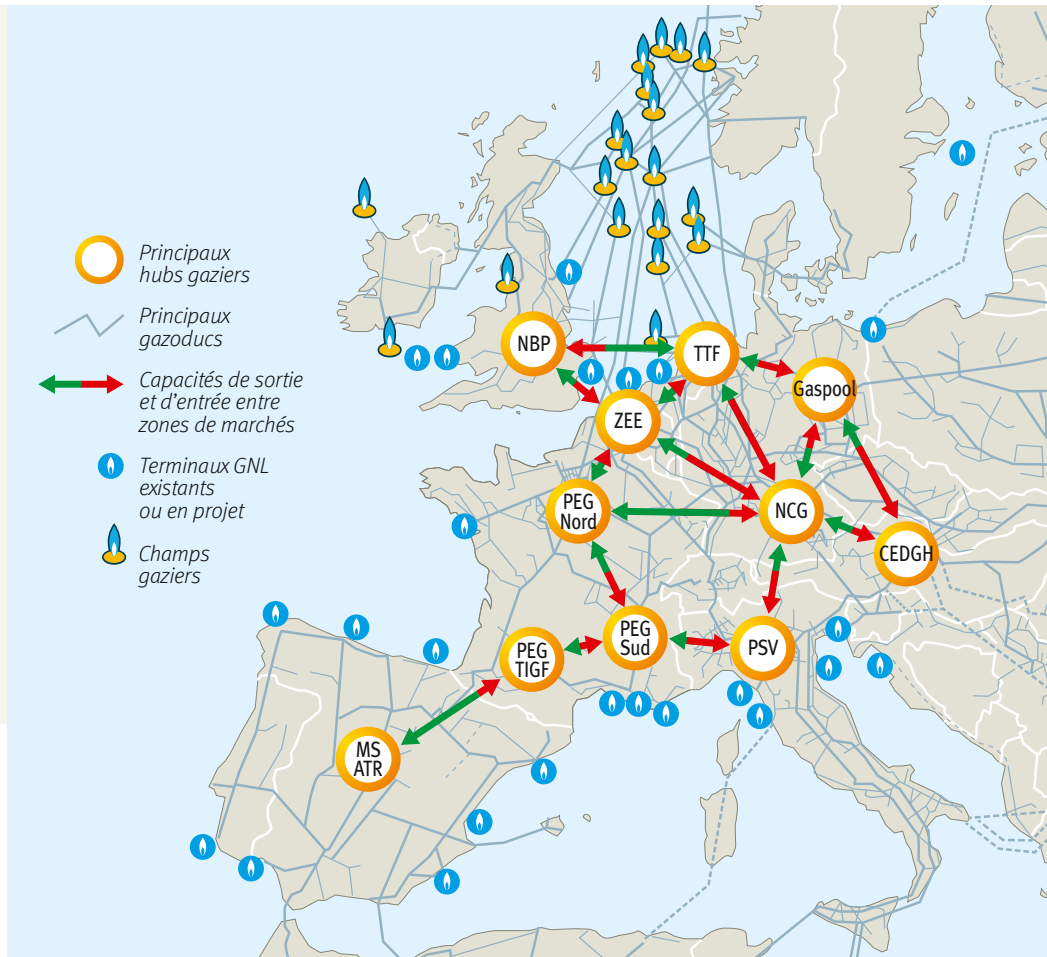 Principaux
hubs gaziers
Principaux
gazoducs
Capacités de sortie
et d'entrée entre
zones de marchés
Terminaux GNL
existants
ou en projet
Champs
gaziers
NBP
TTF
Gaspool
ZEE
PEG
Nord
NCG
CEDGH
PEG
Sud
PSV
PEG
TIGF
MS
ATR